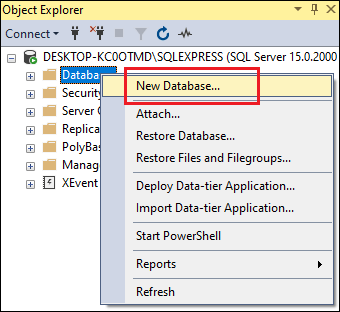 Object Explorer
Connect
DESKTOP-KC0OTMD\SQLEXPRESS (SQL Server 15.0.2000
Databa
New Database...
Security
Attach...
Server O
Restore Database...
Replica
Restore Files and Filegroups...
PolyBas
Deploy Data-tier Application...
Manage
Import Data-tier Application...
XEvent
Start PowerShell
Reports
Refresh